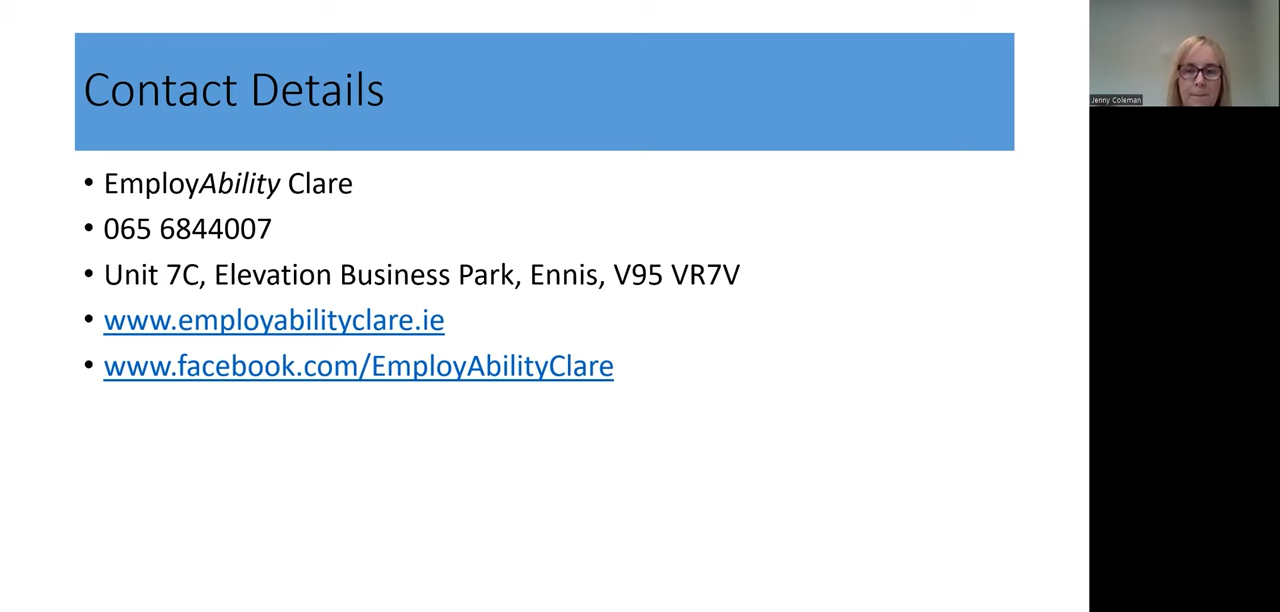 Contact Details
• EmployAbility Clare
• 065 6844007
• Unit 7C, Elevation Business Park, Ennis, V95 VR7V
• www.employabilityclare.ie
• www.facebook.com/EmployAbilityClare
Jenny Coleman